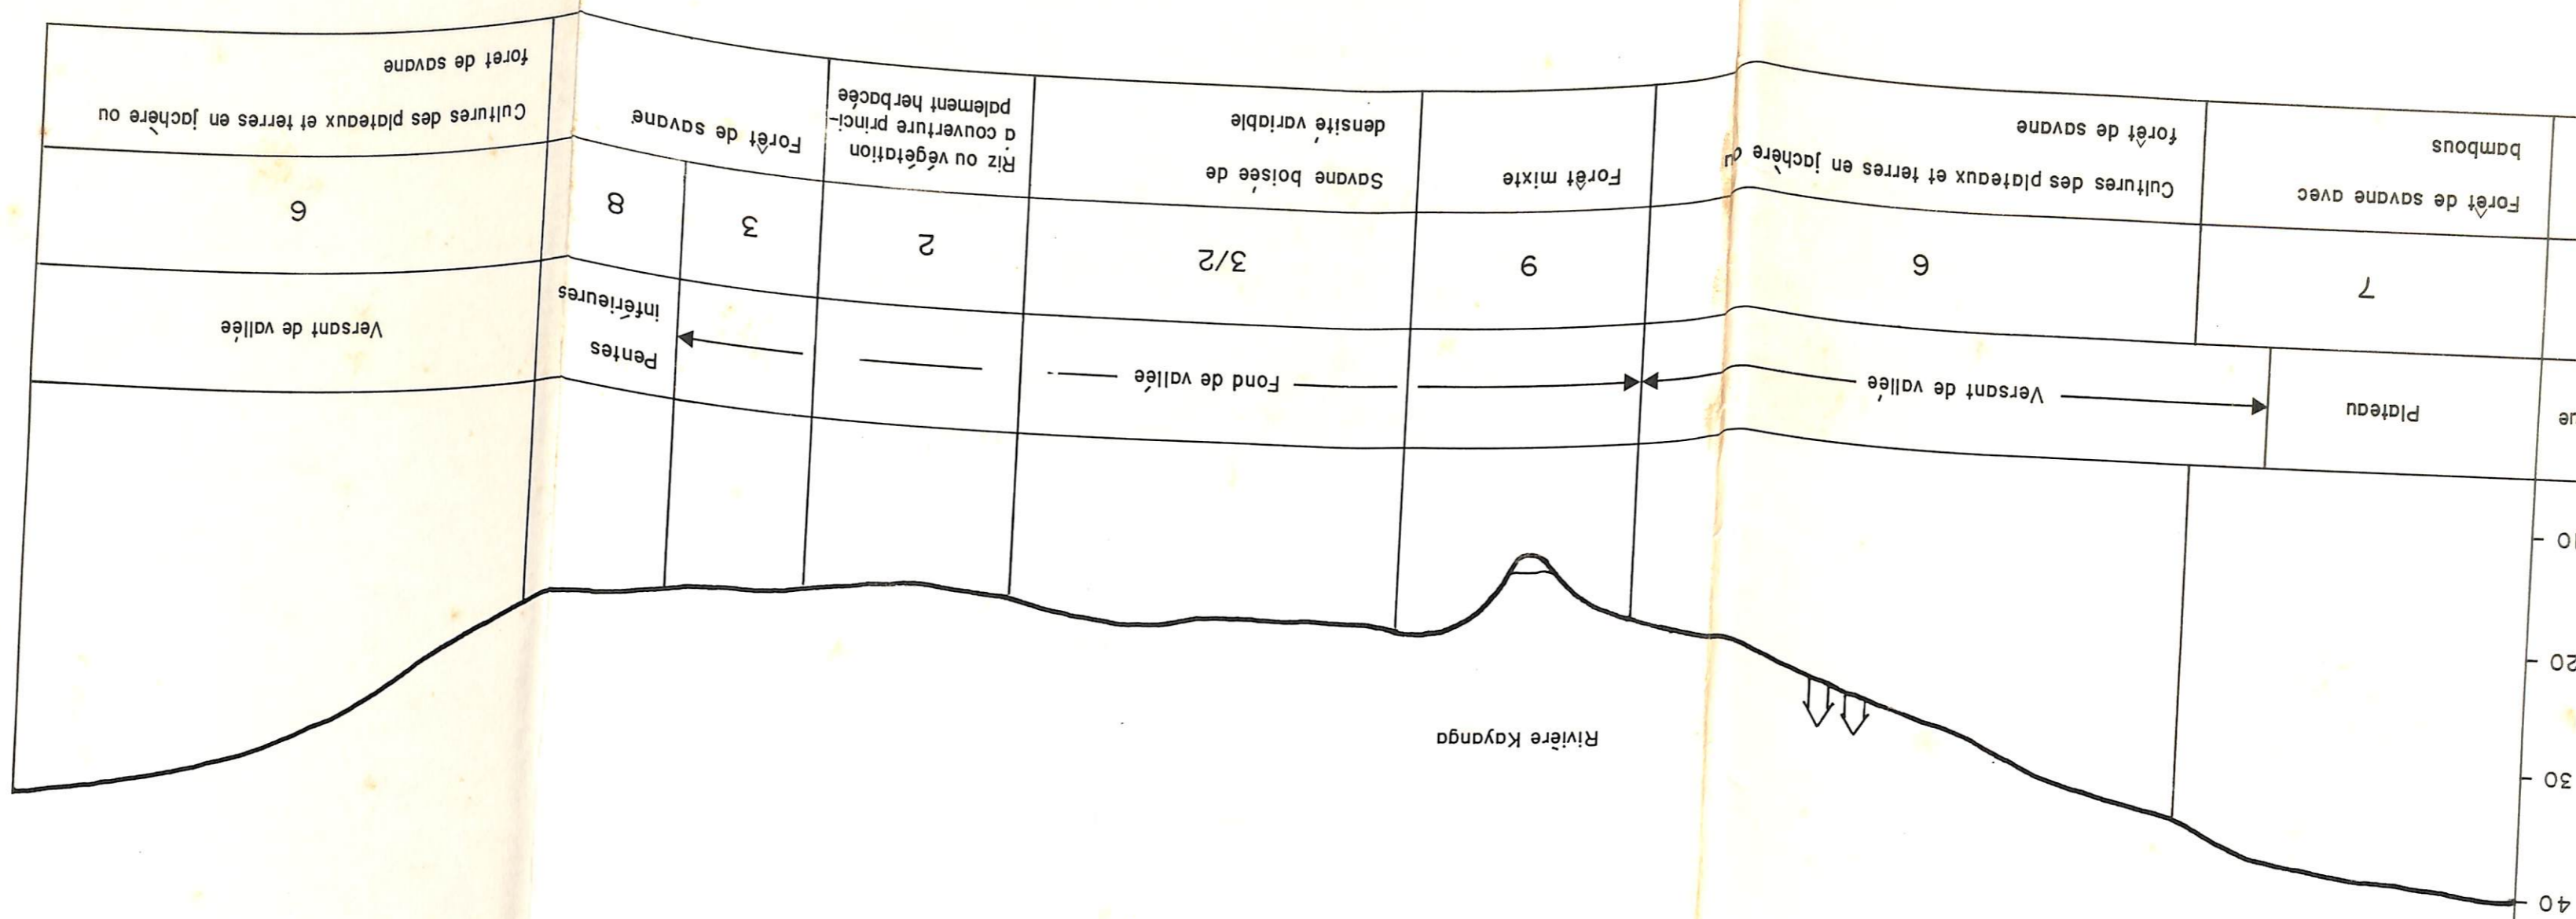 40
30
20
Rivière Kayanga
Plateau
Versant de vallée
Fond de vallée
Pentes
inférieures
Versant de vallée
7
6
9
3/2
2
3
8
6
Forêt de savane avec
bambous
Cultures des plateaux et terres en jachère ou
forêt de savane
Forêt mixte
Savane boisée de
densité variable
Riz ou végétation
à couverture princi-
palement herbacée
Forêt de savane
Cultures des plateaux et terres en jachère ou
foret de savane